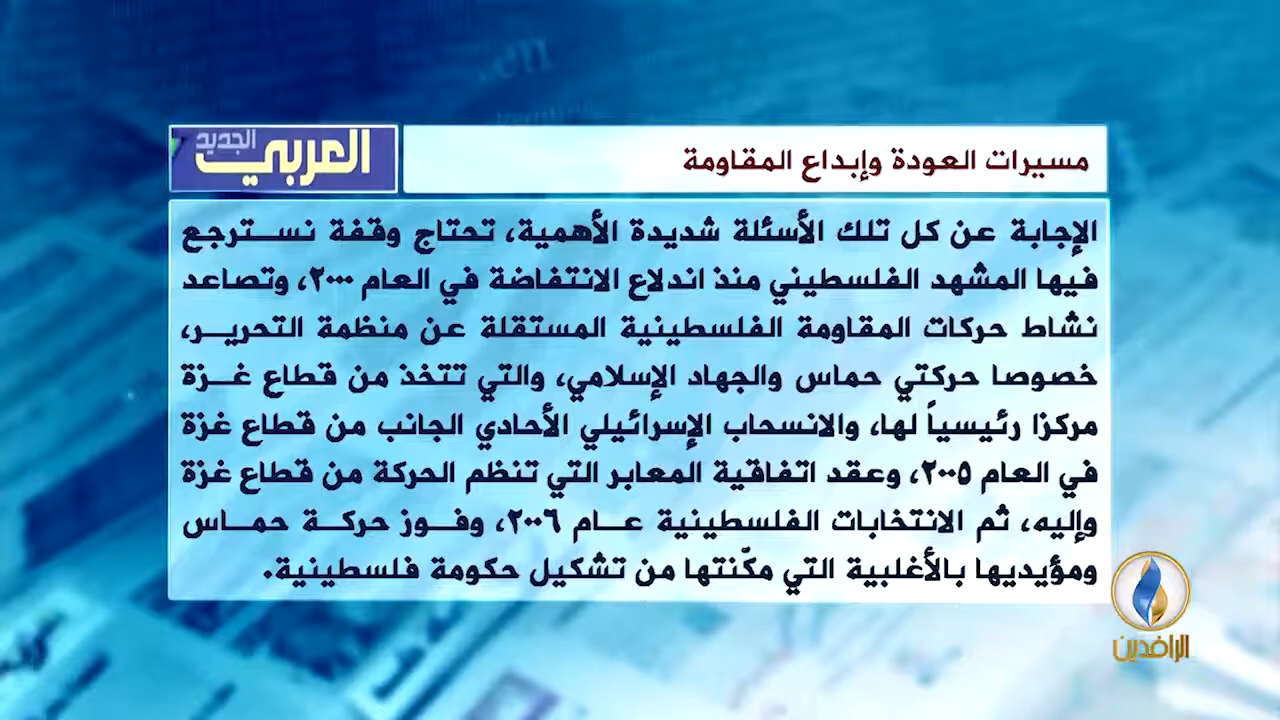 مسيرات العودة وإبداع المقاومة
العربي الجديد
الإجابة عن كل تلك الأسئلة شديدة الأهمية، تحتاج وقفة نسترجع
فيها المشهد الفلسطيني منذ اندلاع الانتفاضة في العام ٢٠٠٠، وتصاعد
نشاط حركات المقاومة الفلسطينية المستقلة عن منظمة التحرير،
خصوصا حركتي حماس والجهاد الإسلامي، والتي تتخذ من قطاع غزة
مركزا رئيسياً لها، والانسحاب الإسرائيلي الأحادي الجانب من قطاع غزة
في العام ٢٠٠٥، وعقد اتفاقية المعابر التي تنظم الحركة من قطاع غزة
وإليه، ثم الانتخابات الفلسطينية عام ٢٠٠٦، وفوز حركة حماس
ومؤيديها بالأغلبية التي مكّنتها من تشكيل حكومة فلسطينية.
الرافدين